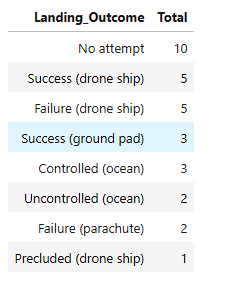 Landing_Outcome Total
No attempt 10
Success (drone ship) 5
Failure (drone ship) 5
Success (ground pad) 3
Controlled (ocean) 3
Uncontrolled (ocean) 2
Failure (parachute) 2
Precluded (drone ship) 1